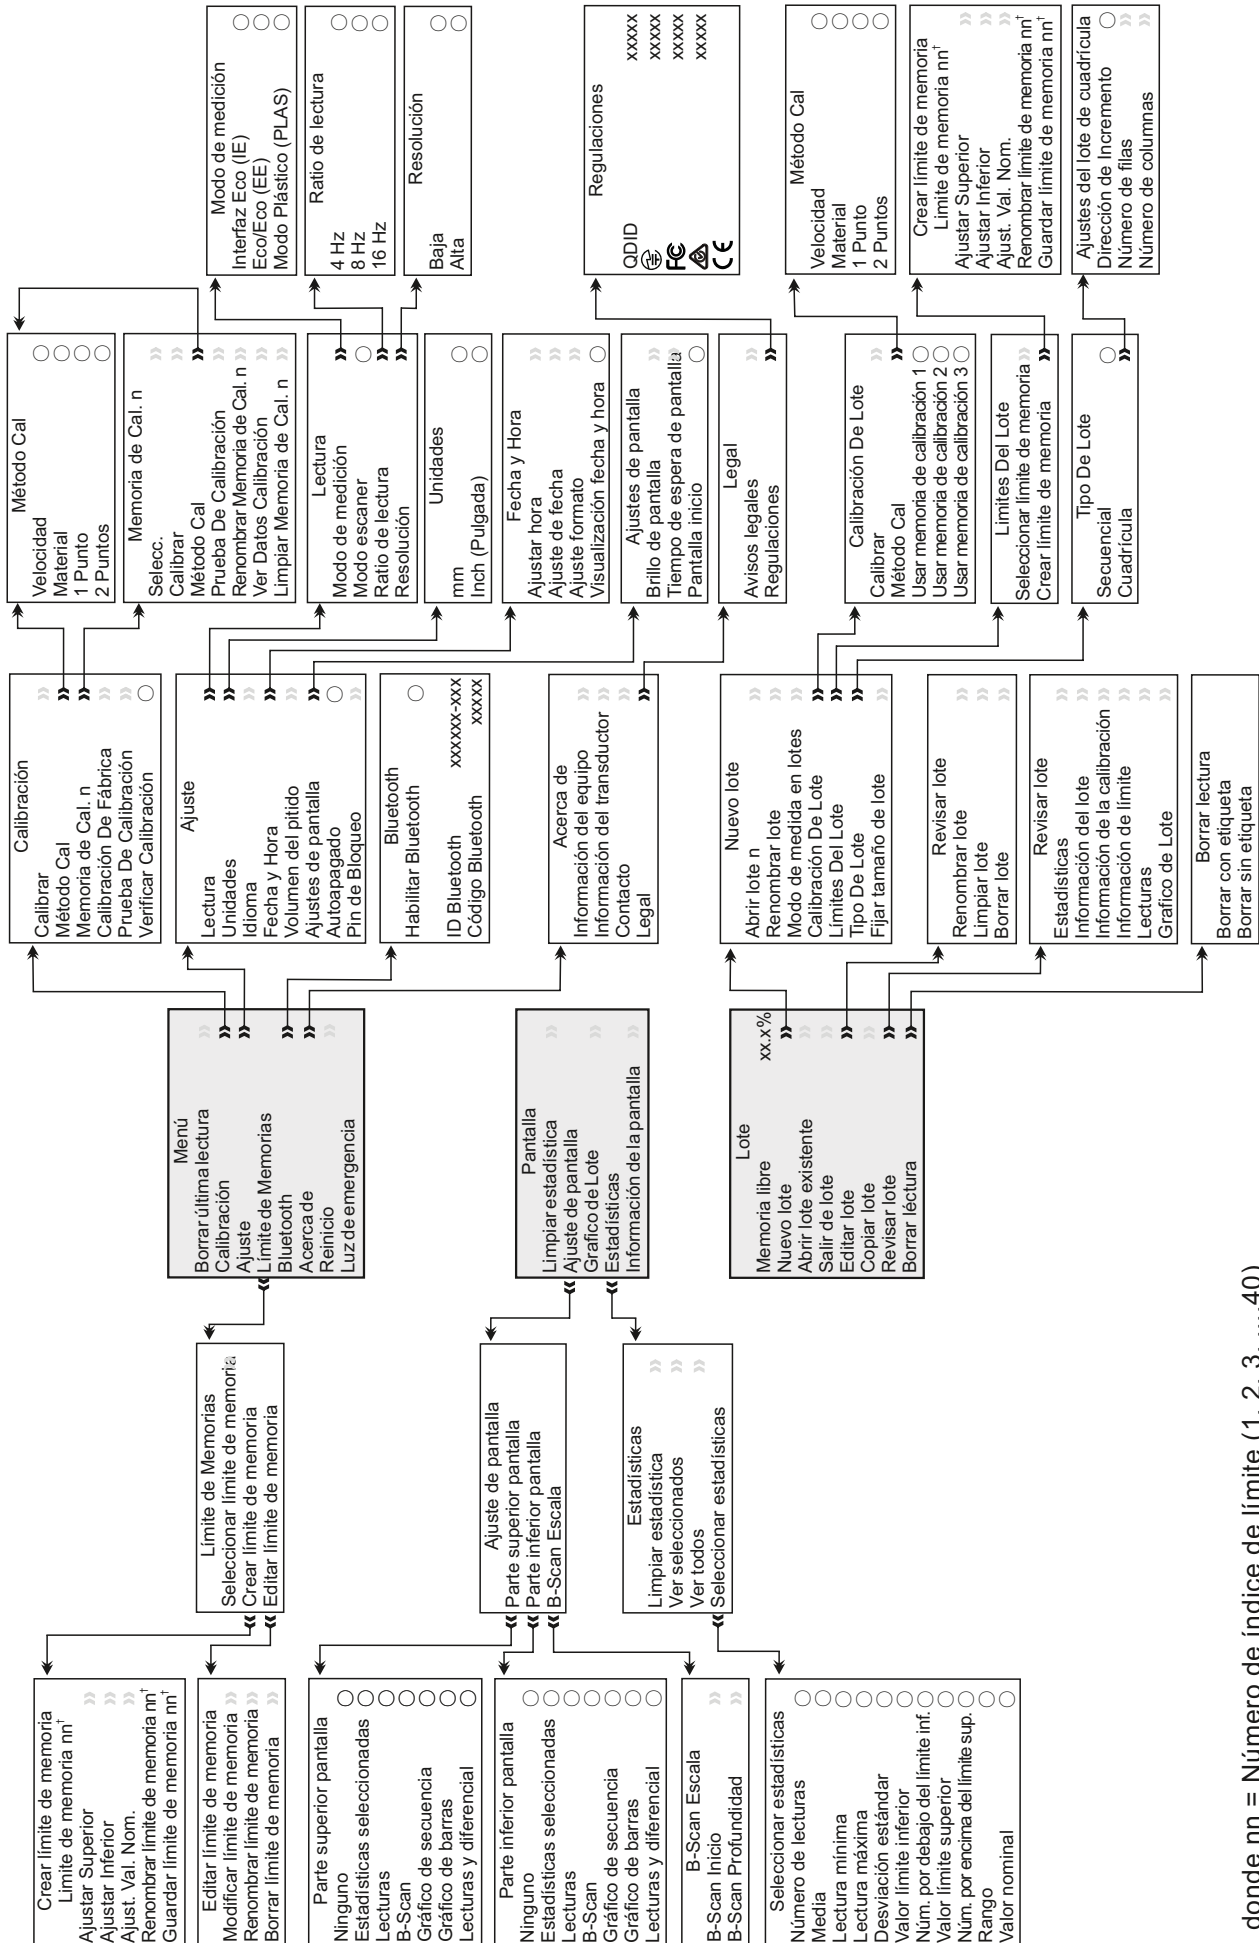 Crear límite de memoria
Límite de memoria nn†
Ajustar Superior
Ajustar Inferior
Ajust. Val. Nom.
Renombrar límite de memoria nn†
Guardar límite de memoria nn†
Editar límite de memoria
Modificar límite de memoria
Renombrar límite de memoria
Borrar límite de memoria
Parte superior pantalla
Ninguno
Estadísticas seleccionadas
Lecturas
B-Scan
Gráfico de secuencia
Gráfico de barras
Lecturas y diferencial
Parte inferior pantalla
Ninguno
Estadísticas seleccionadas
Lecturas
B-Scan
Gráfico de secuencia
Gráfico de barras
Lecturas y diferencial
B-Scan Escala
B-Scan Inicio
B-Scan Profundidad
Seleccionar estadísticas
Número de lecturas
Media
Lectura mínima
Lectura máxima
Desviación estándar
Valor límite inferior
Núm. por debajo del límite inf.
Valor límite superior
Núm. por encima del límite sup.
Rango
Valor nominal
Límite de Memorias
Seleccionar límite de memoria
Crear límite de memoria
Editar límite de memoria
Ajuste de pantalla
Parte superior pantalla
Parte inferior pantalla
B-Scan Escala
Estadísticas
Limpiar estadística
Ver seleccionados
Ver todos
Seleccionar estadísticas
Menú
Borrar última lectura
Calibración
Ajuste
Límite de Memorias
Bluetooth
Acerca de
Reinicio
Luz de emergencia
Pantalla
Limpiar estadística
Ajuste de pantalla
Grafico de Lote
Estadísticas
Información de la pantalla
Lote
Memoria libre xx.x%
Nuevo lote
Abrir lote existente
Salir de lote
Editar lote
Copiar lote
Revisar lote
Borrar léctura
Calibración
Calibrar
Método Cal
Memoria de Cal. n
Calibración De Fábrica
Prueba De Calibración
Verificar Calibración
Ajuste
Lectura
Unidades
Idioma
Fecha y Hora
Volumen del pitido
Ajustes de pantalla
Autoapagado
Pin de Bloqueo
Bluetooth
Habilitar Bluetooth
ID Bluetooth xxxxxx-xxx
Código Bluetooth xxxxx
Acerca de
Información del equipo
Información del transductor
Contacto
Legal
Nuevo lote
Abrir lote n
Renombrar lote
Modo de medida en lotes
Calibración De Lote
Límites Del Lote
Tipo De Lote
Fijar tamaño de lote
Revisar lote
Renombrar lote
Limpiar lote
Borrar lote
Revisar lote
Estadísticas
Información del lote
Información de la calibración
Información de límite
Lecturas
Grafico de Lote
Borrar lectura
Borrar con etiqueta
Borrar sin etiqueta
Método Cal
Velocidad
Material
1 Punto
2 Puntos
Memoria de Cal. n
Selecc.
Calibrar
Método Cal
Prueba De Calibración
Renombrar Memoria de Cal. n
Ver Datos Calibración
Limpiar Memoria de Cal. n
Lectura
Modo de medición
Modo escaner
Ratio de lectura
Resolución
Unidades
mm
Inch (Pulgada)
Fecha y Hora
Ajustar hora
Ajuste de fecha
Ajuste formato
Visualización fecha y hora
Ajustes de pantalla
Brillo de pantalla
Tiempo de espera de pantalla
Pantalla inicio
Legal
Avisos legales
Regulaciones
Calibración De Lote
Calibrar
Método Cal
Usar memoria de calibración 1
Usar memoria de calibración 2
Usar memoria de calibración 3
Límites Del Lote
Seleccionar límite de memoria
Crear límite de memoria
Tipo De Lote
Secuencial
Cuadrícula
Modo de medición
Interfaz Eco (IE)
Eco/Eco (EE)
Modo Plástico (PLAS)
Ratio de lectura
4 Hz
8 Hz
16 Hz
Resolución
Baja
Alta
Regulaciones
QDID xxxxx
xxxxx
FC xxxxx
xxxxx
CE
Método Cal
Velocidad
Material
1 Punto
2 Puntos
Crear límite de memoria
Límite de memoria nn†
Ajustar Superior
Ajustar Inferior
Ajust. Val. Nom.
Renombrar límite de memoria nn†
Guardar límite de memoria nn†
Ajustes del lote de cuadrícula
Dirección de Incremento
Número de filas
Número de columnas
donde nn = Número de índice de límite (1, 2, 3, ...40)